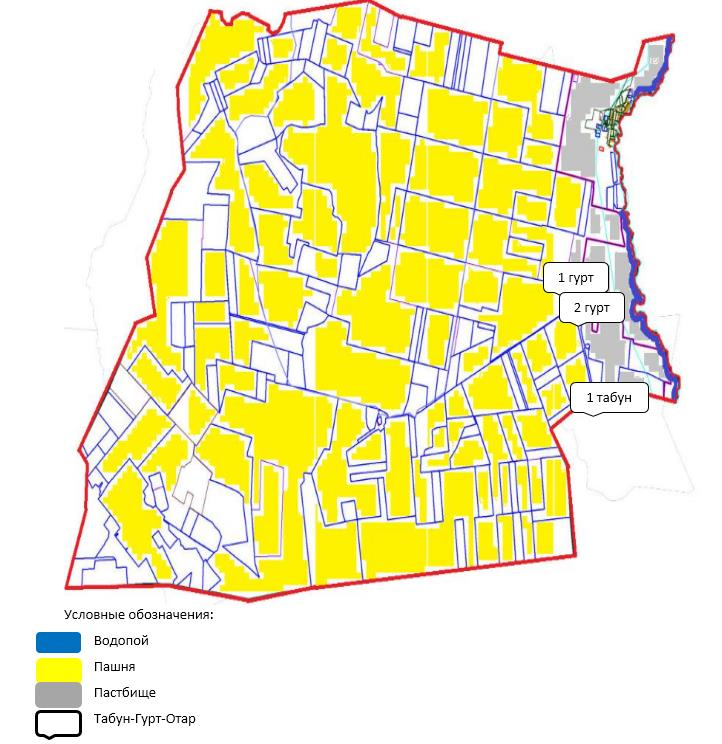 1 гурт
2 гурт
1 табун
Условные обозначения:
Водопой
Пашня
Пастбище
Табун-Гурт-Отар